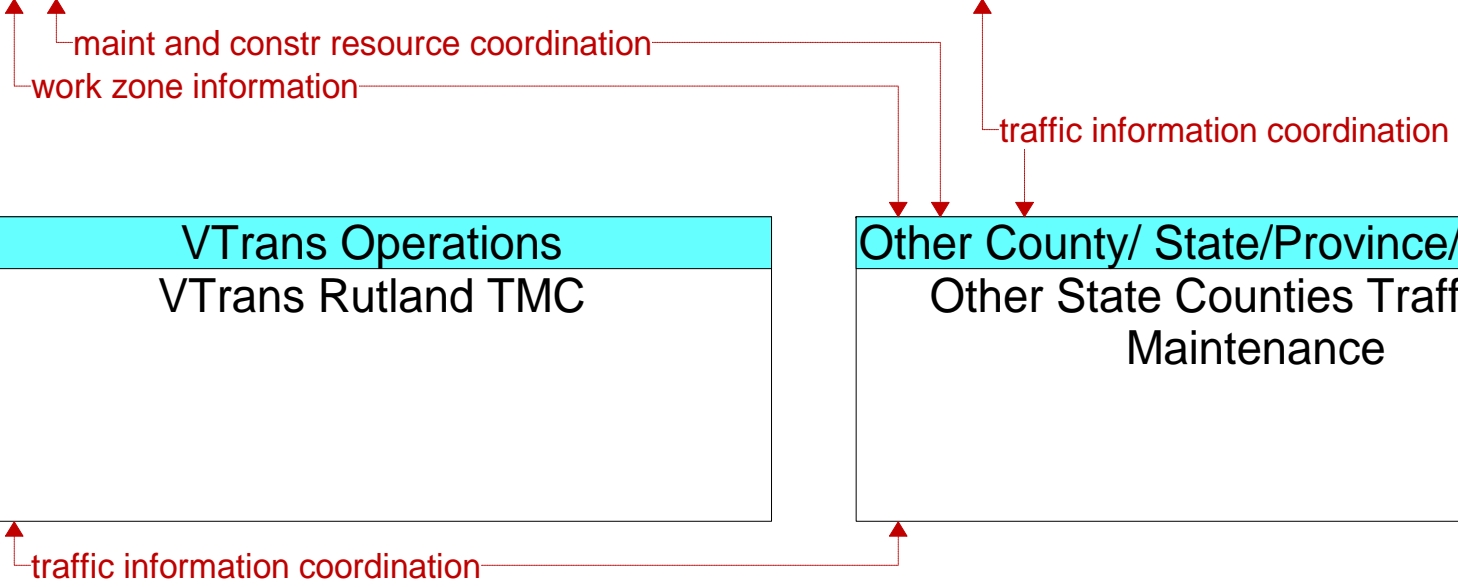 maint and constr resource coordination
work zone information
traffic information coordination
VTrans Operations
VTrans Rutland TMC
Other County/ State/Province/
Other State Counties
Maintenance
traffic information coordination